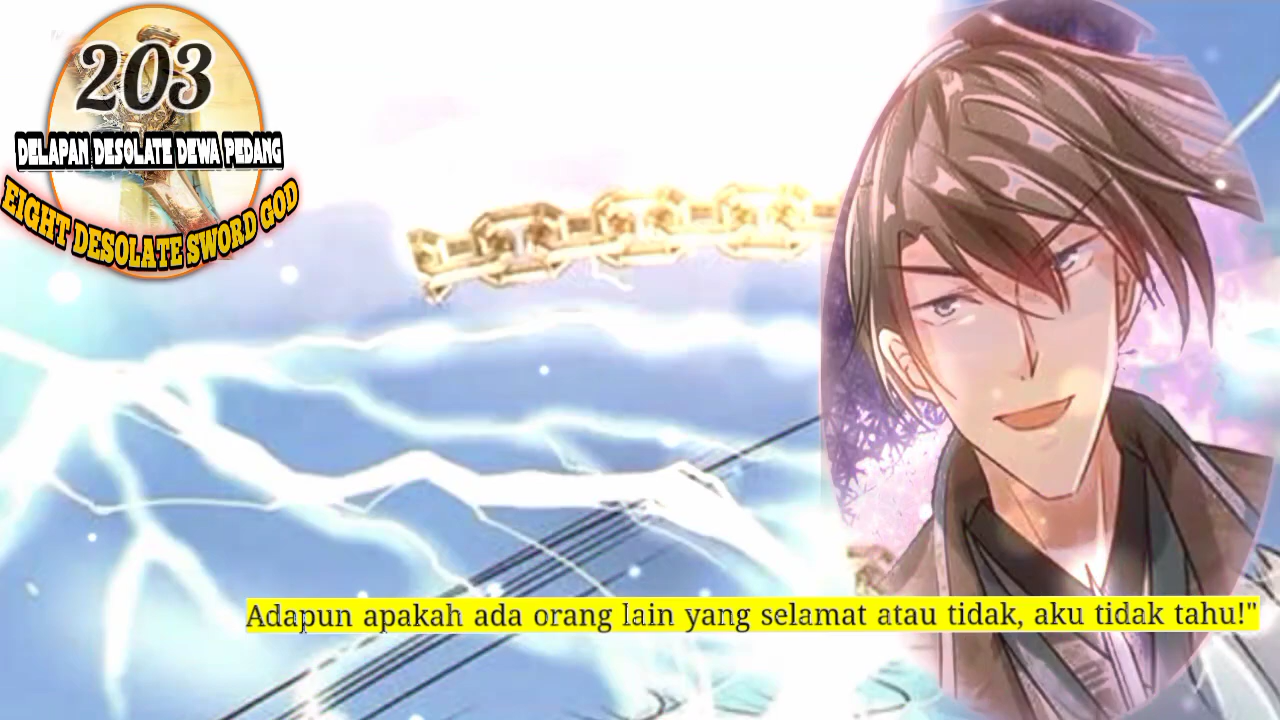 203
DELAPAN DESOLATE DEWA PEDANG
EIGHT DESOLATE SWORD GOD
Adapun apakah ada orang lain yang selamat atau tidak, aku tidak tahu!"